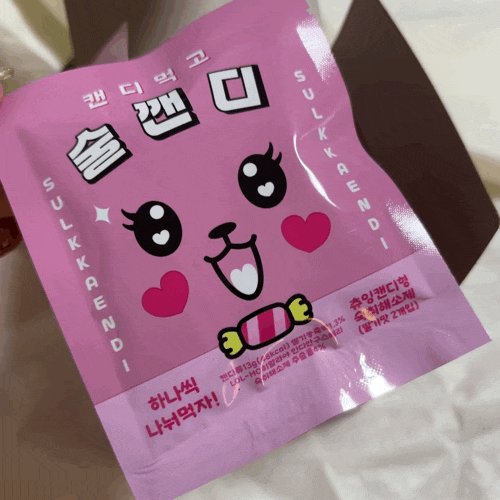 캔디먹고
술깬디
SULKKAENDI
SULKKAENDI
츄잉캔디형
숙취해소제
(딸기맛 2개입)
하나씩
나눠먹자!